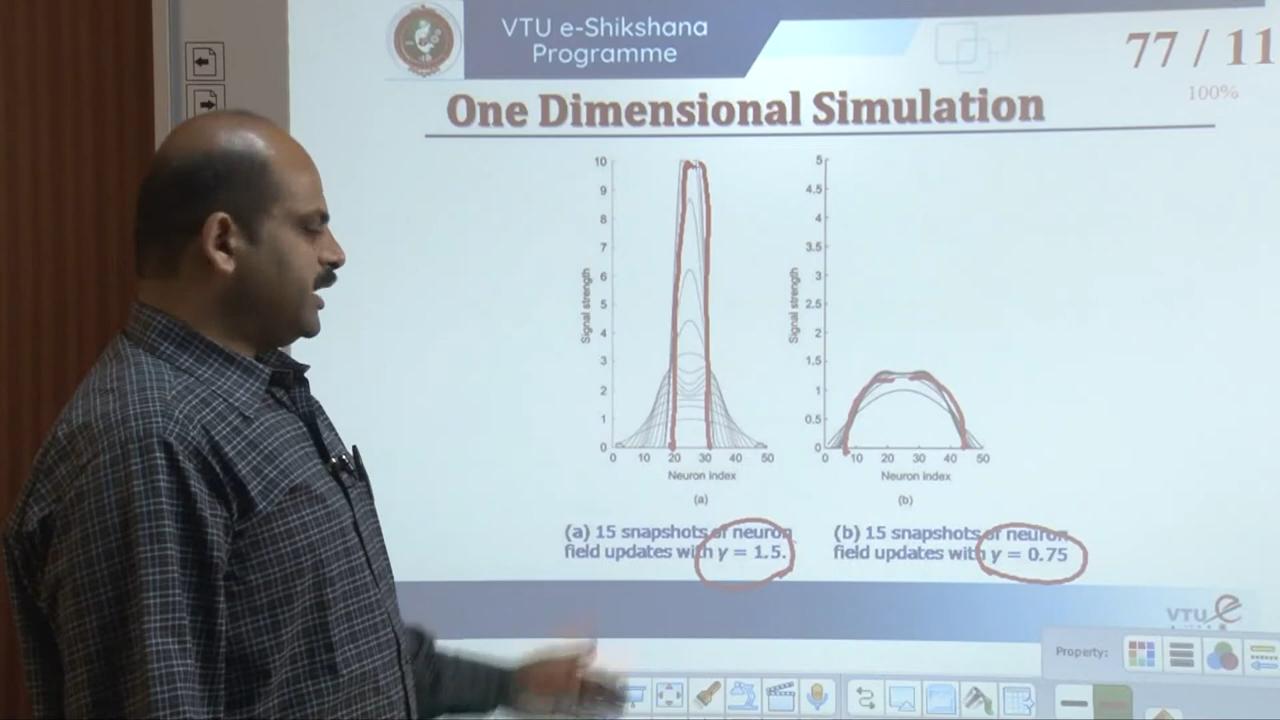 VTU e-Shikshana
Programme
77 / 11
100%
One Dimensional Simulation
10
9
8
7
6
5
4
3
2
1
0
Signal strength
0 10 20 30 40 50
Neuron index
(a)
5
4.5
4
3.5
3
2.5
2
1.5
1
0.5
0
Signal strength
0 10 20 30 40 50
Neuron index
(b)
(a) 15 snapshots of neuron
field updates with γ = 1.5.
(b) 15 snapshots of neuron
field updates with γ = 0.75
VTU e
Property: